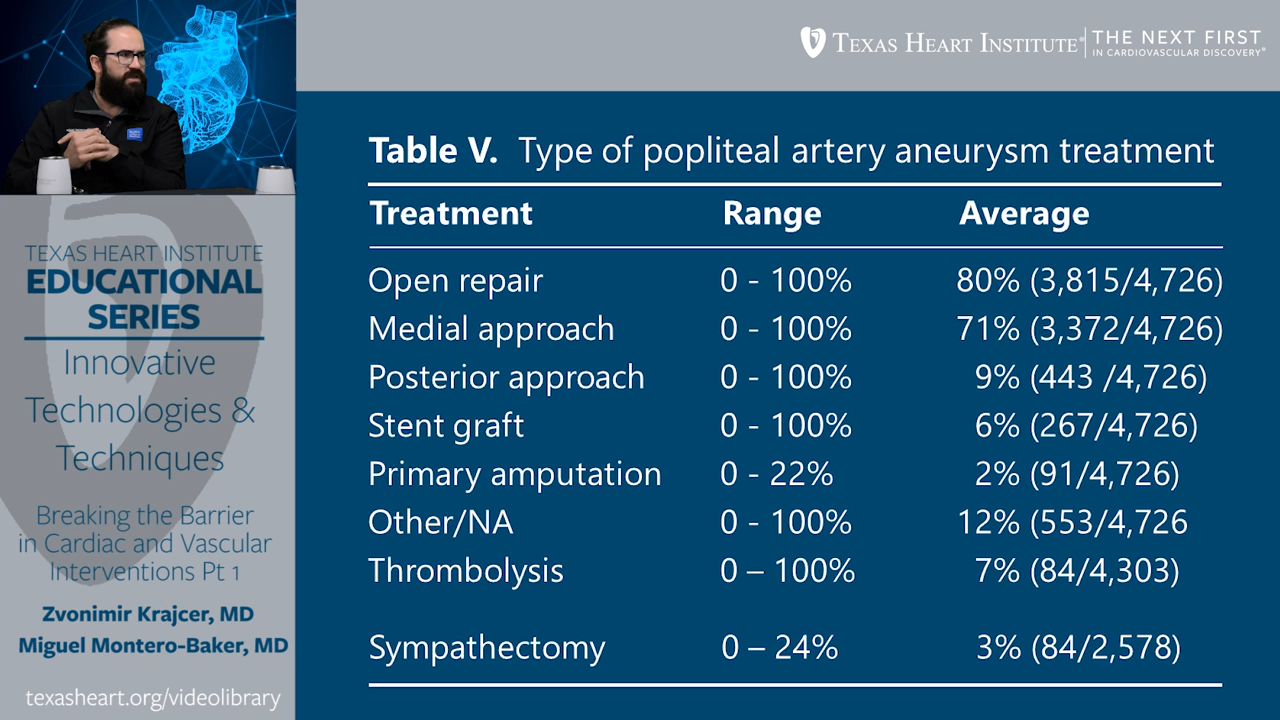 TEXAS HEART INSTITUTE® THE NEXT FIRST
IN CARDIOVASCULAR DISCOVERY®
TEXAS HEART INSTITUTE
EDUCATIONAL
SERIES
Innovative
Technologies &
Techniques
Breaking the Barrier
in Cardiac and Vascular
Interventions Pt 1
Zvonimir Krajcer, MD
Miguel Montero-Baker, MD
texasheart.org/videolibrary
Table V. Type of popliteal artery aneurysm treatment
Treatment Range Average
Open repair 0 - 100% 80% (3,815/4,726)
Medial approach 0 - 100% 71% (3,372/4,726)
Posterior approach 0 - 100% 9% (443 /4,726)
Stent graft 0 - 100% 6% (267/4,726)
Primary amputation 0 - 22% 2% (91/4,726)
Other/NA 0 - 100% 12% (553/4,726
Thrombolysis 0 – 100% 7% (84/4,303)
Sympathectomy 0 – 24% 3% (84/2,578)